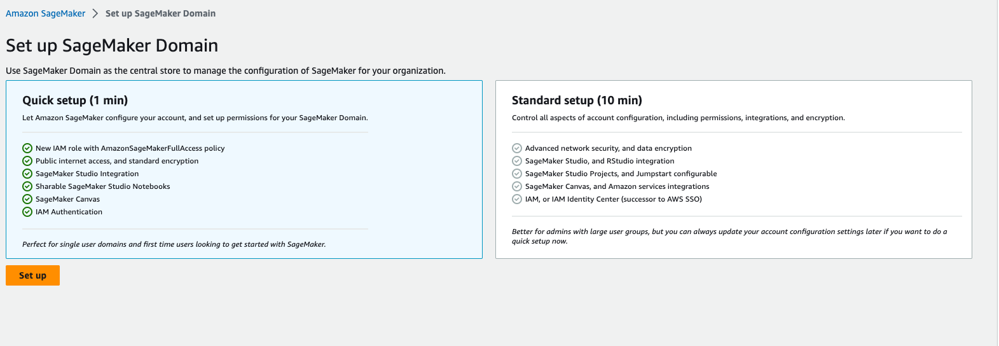 Amazon SageMaker > Set up SageMaker Domain
Set up SageMaker Domain
Use SageMaker Domain as the central store to manage the configuration of SageMaker for your organization.
Quick setup (1 min)
Let Amazon SageMaker configure your account, and set up permissions for your SageMaker Domain.
New IAM role with AmazonSageMakerFullAccess policy
Public internet access, and standard encryption
SageMaker Studio Integration
Sharable SageMaker Studio Notebooks
SageMaker Canvas
IAM Authentication
Perfect for single user domains and first time users looking to get started with SageMaker.
Standard setup (10 min)
Control all aspects of account configuration, including permissions, integrations, and encryption.
Advanced network security, and data encryption
SageMaker Studio, and RStudio integration
SageMaker Studio Projects, and Jumpstart configurable
SageMaker Canvas, and Amazon services integrations
IAM, or IAM Identity Center (successor to AWS SSO)
Better for admins with large user groups, but you can always update your account configuration settings later if you want to do a
quick setup now.
Set up